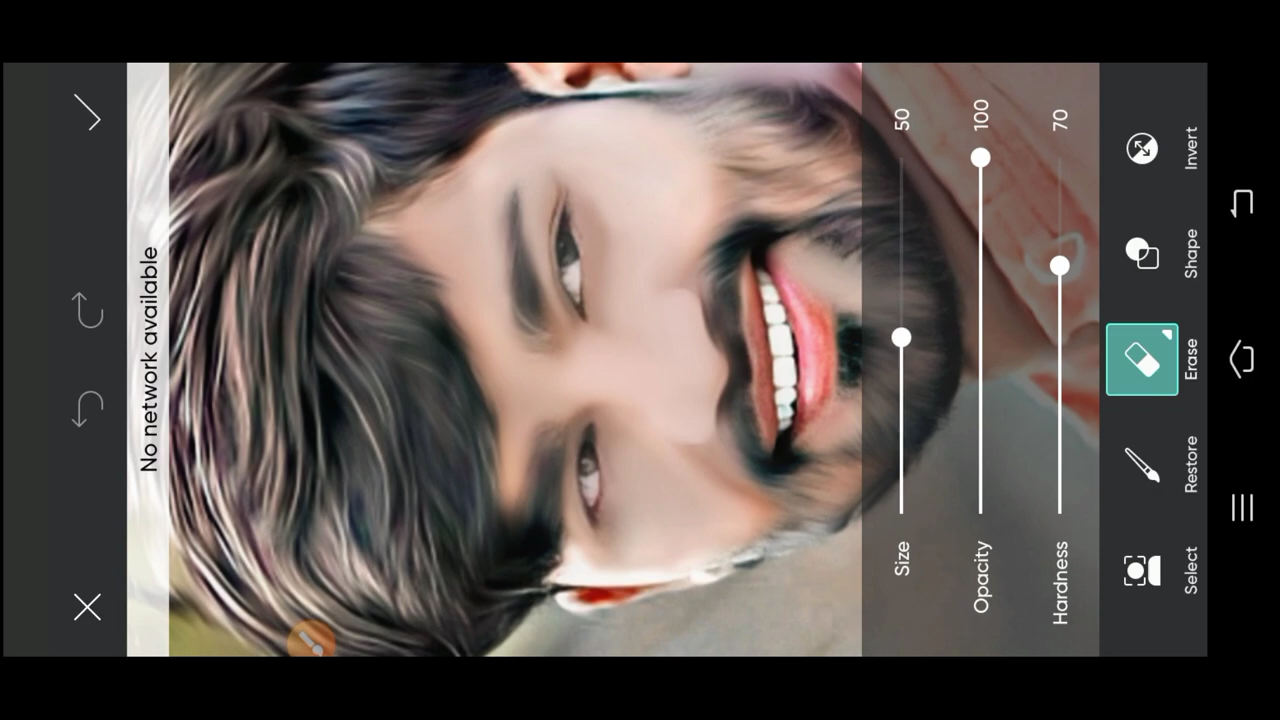 No network available
Size 50
Opacity 100
Hardness 70
Select Restore Erase Shape Invert